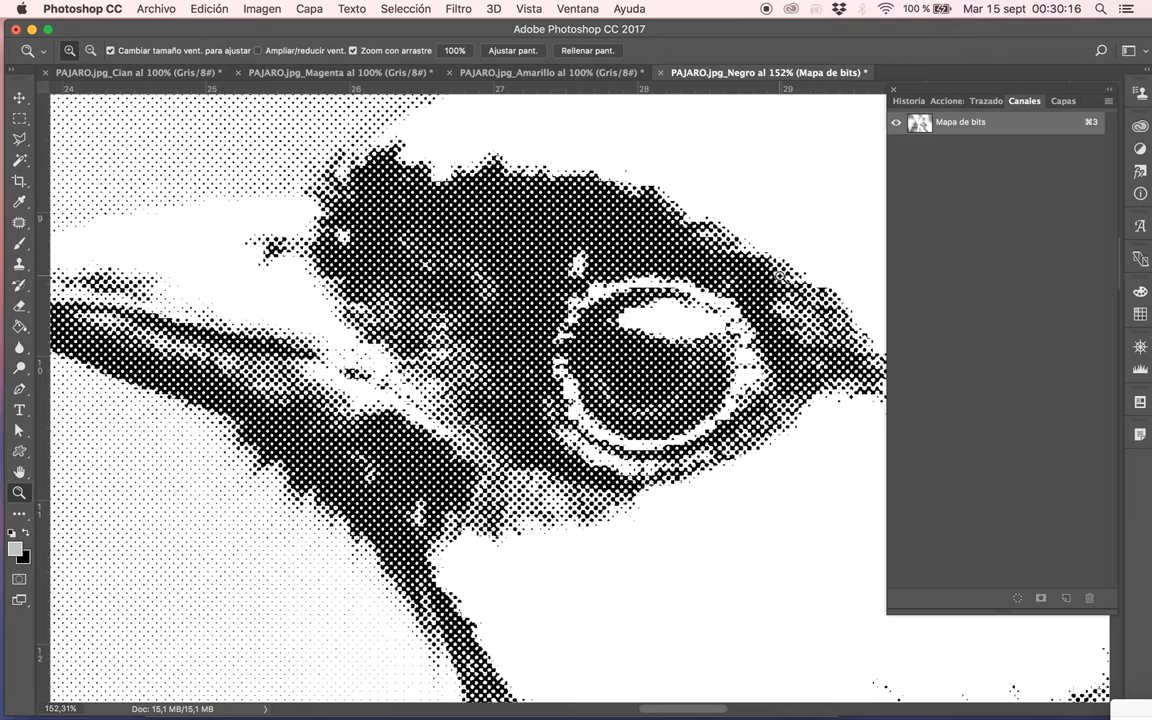 Photoshop CC Archivo Edición Imagen Capa Texto Selección Filtro 3D Vista Ventana Ayuda 100 % Mar 15 sept 00:30:16
Adobe Photoshop CC 2017
Cambiar tamaño vent. para ajustar Ampliar/reducir vent. Zoom con arrastre 100% Ajustar pant. Rellenar pant.
PAJARO.jpg_Cian al 100% (Gris/8#) * PAJARO.jpg_Magenta al 100% (Gris/8#) * PAJARO.jpg_Amarillo al 100% (Gris/8#) * PAJARO.jpg_Negro al 152% (Mapa de bits) *
24 25 26 27 28 29
Historia Accione: Trazado Canales Capas
Mapa de bits ⌘3
9
10
11
12
152,31% Doc: 15,1 MB/15,1 MB